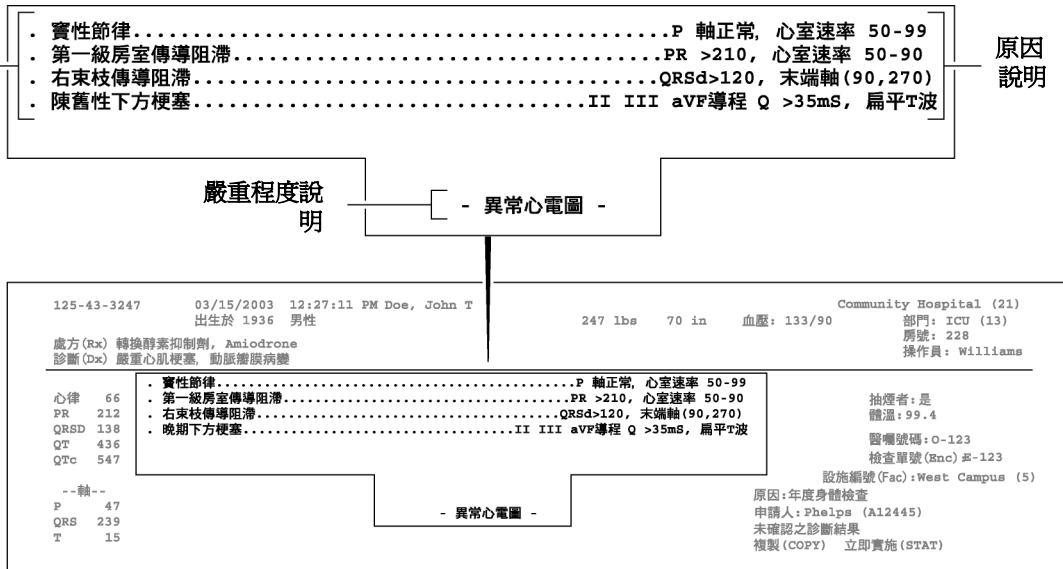 . 竇性節律......................................................P 軸正常, 心室速率 50-99
. 第一級房室傳導阻滯...........................................PR >210, 心室速率 50-90
. 右束枝傳導阻滯...............................................QRSd>120, 末端軸(90,270)
. 陳舊性下方梗塞.......................................II III aVF導程 Q >35mS, 扁平T波
原因
說明
嚴重程度說
明
- 異常心電圖 -
125-43-3247 03/15/2003 12:27:11 PM Doe, John T Community Hospital (21)
出生於 1936 男性 247 lbs 70 in 血壓: 133/90 部門: ICU (13)
房號: 228
處方(Rx) 轉換醇素抑制劑, Amiodrone
操作員: Williams
診斷(Dx) 嚴重心肌梗塞, 動脈瓣膜病變
. 竇性節律......................................................P 軸正常, 心室速率 50-99
. 第一級房室傳導阻滯...........................................PR >210, 心室速率 50-90
. 右束枝傳導阻滯...............................................QRSd>120, 末端軸(90,270)
. 晚期下方梗塞.........................................II III aVF導程 Q >35mS, 扁平T波
- 異常心電圖 -
心律 66
PR 212
QRSD 138
QT 436
QTc 547
--軸--
P 47
QRS 239
T 15
抽煙者:是
體溫:99.4
醫囑號碼:O-123
檢查單號(Enc):E-123
設施編號(Fac):West Campus (5)
原因:年度身體檢查
申請人:Phelps (A12445)
未確認之診斷結果
複製(COPY) 立即實施(STAT)